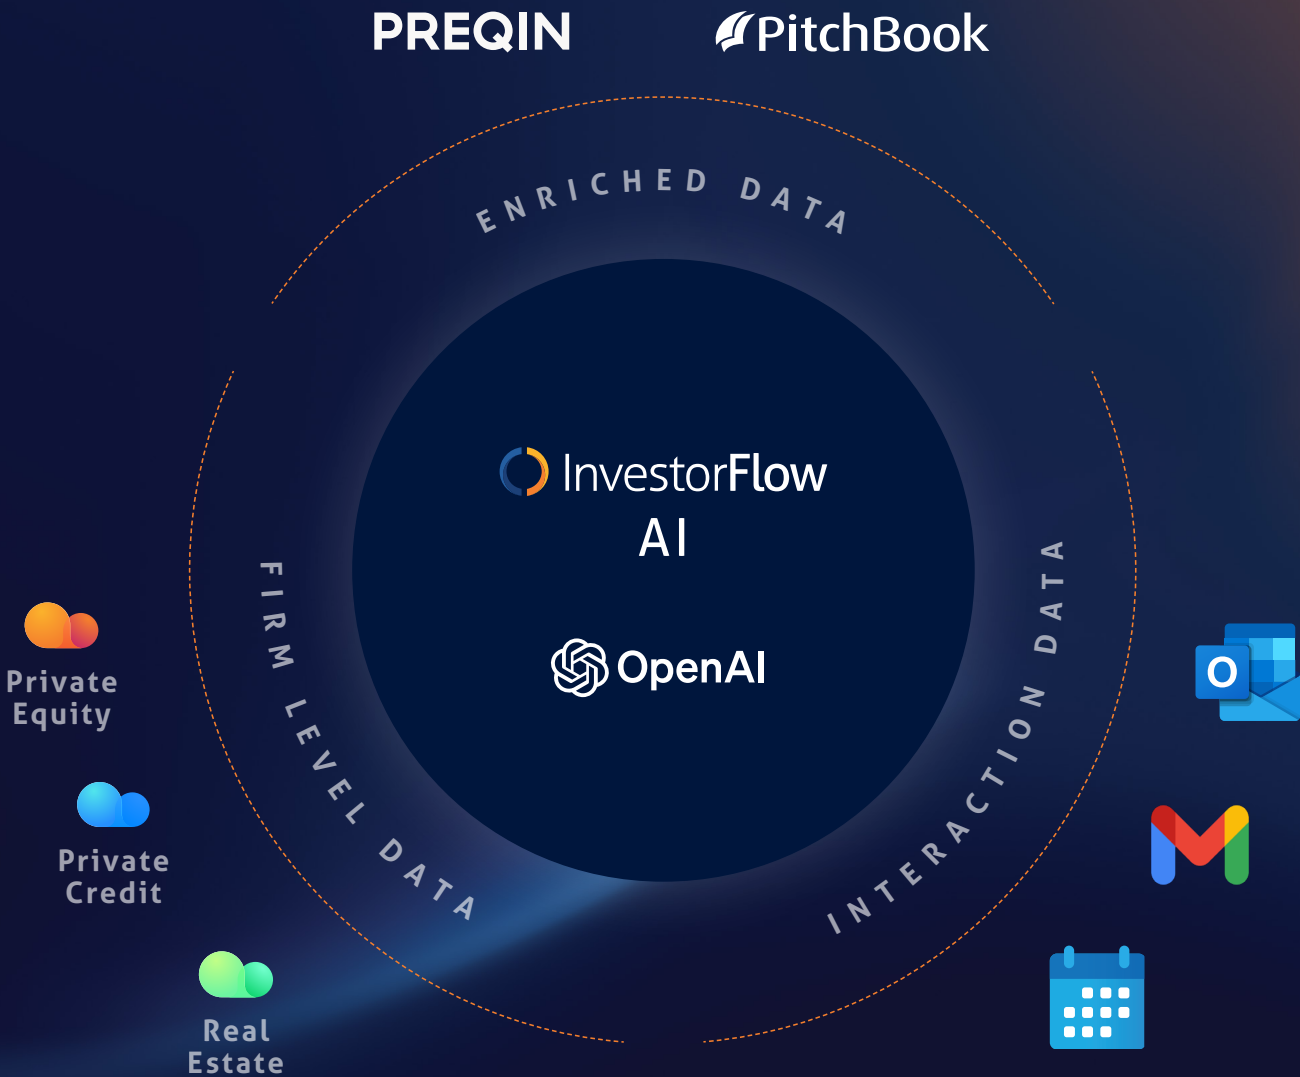 PREQIN
PitchBook
ENRICHED DATA
InvestorFlow
AI
OpenAI
FIRM LEVEL DATA
INTERACTION DATA
Private
Equity
O
Private
Credit
Real
Estate